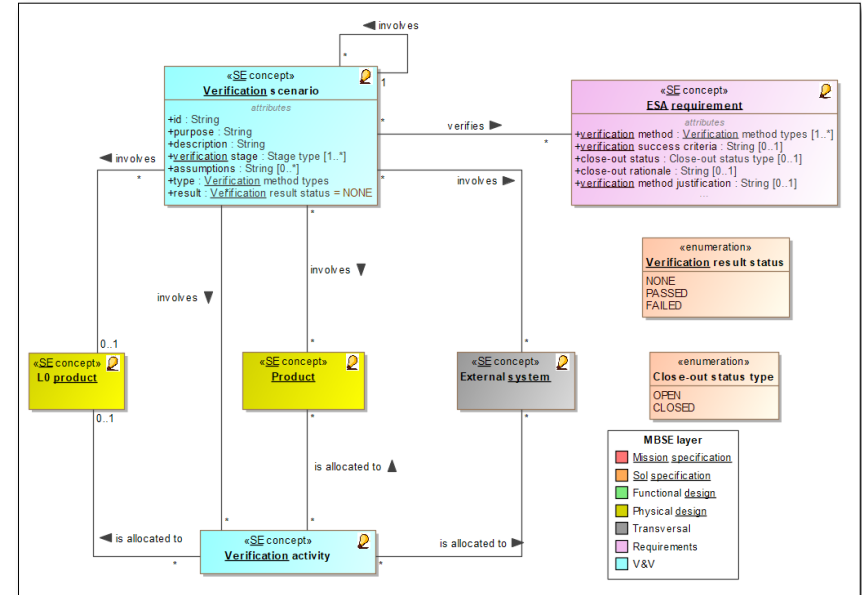 involves
*
1
«SE concept»
Verification scenario
attributes
+id : String
+purpose : String
+description : String
+verification stage : Stage type [1..*]
+assumptions : String [0..*]
+type : Verification method types
+result : Verification result status = NONE
*
verifies
*
«SE concept»
ESA requirement
attributes
+verification method : Verification method types [1..*]
+verification success criteria : String [0..1]
+close-out status : Close-out status type [0..1]
+close-out rationale : String [0..1]
+verification method justification : String [0..1]
....
involves
*
*
involves
*
*
involves
involves
«enumeration»
Verification result status
NONE
PASSED
FAILED
0..1
*
*
«SE concept»
L0 product
«SE concept»
Product
«SE concept»
External system
«enumeration»
Close-out status type
OPEN
CLOSED
0..1
*
*
is allocated to
MBSE layer
Mission specification
SoI specification
Functional design
Physical design
Transversal
Requirements
V&V
*
*
is allocated to
*
«SE concept»
Verification activity
*
is allocated to